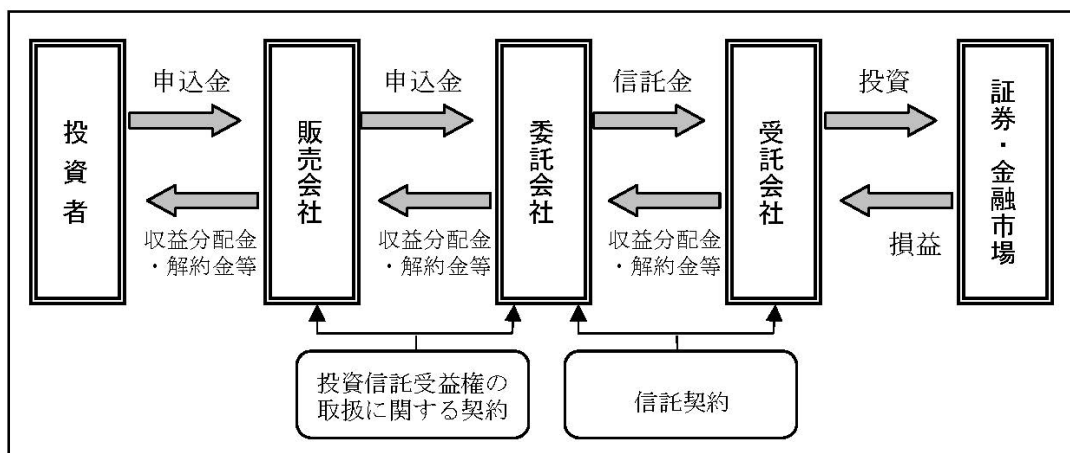 投資者
申込金
収益分配金
・解約金等
販売会社
申込金
収益分配金
・解約金等
委託会社
信託金
収益分配金
・解約金等
受託会社
投資
損益
証券・金融市場
投資信託受益権の
取扱に関する契約
信託契約